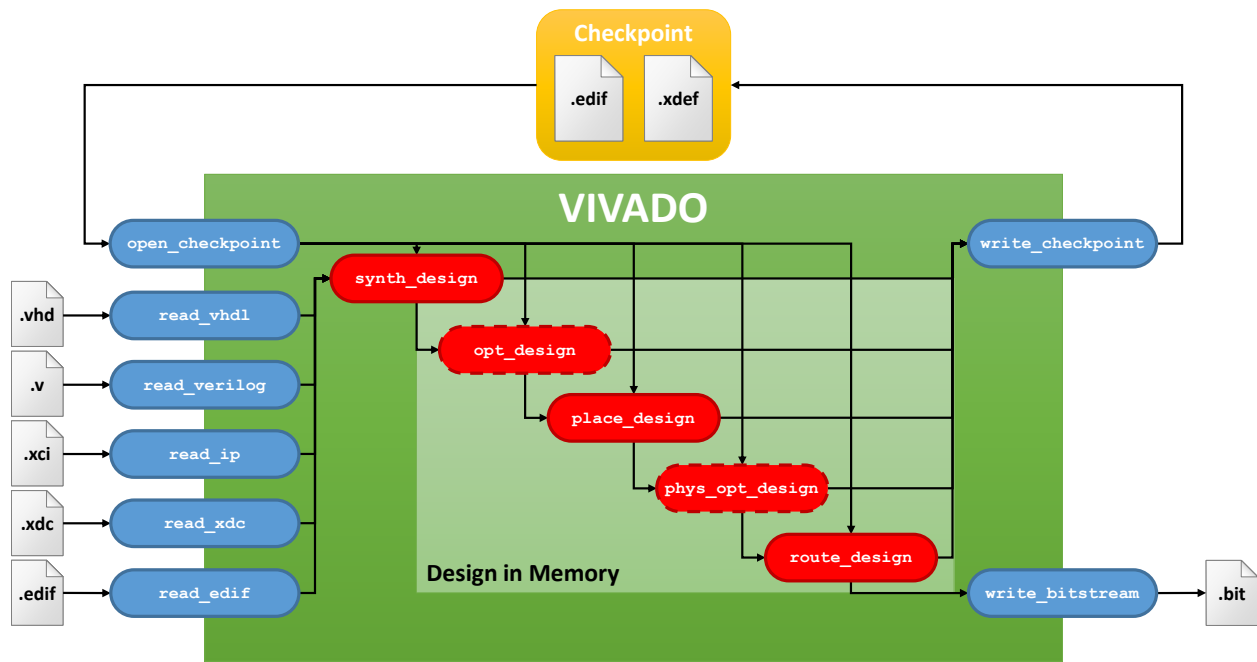 Checkpoint
.edif
.xdef
VIVADO
open_checkpoint
write_checkpoint
synth_design
.vhd
read_vhdl
opt_design
.v
read_verilog
place_design
.xci
read_ip
phys_opt_design
.xdc
read_xdc
route_design
Design in Memory
.edif
read_edif
write_bitstream
.bit